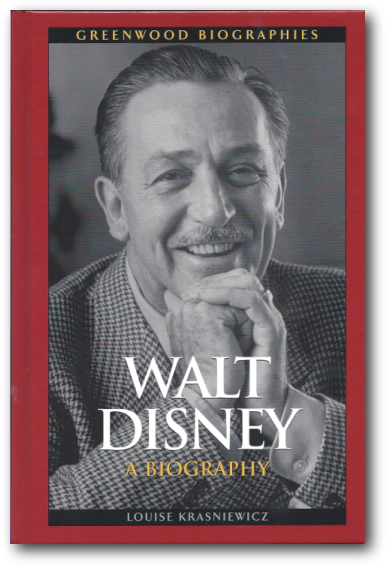 GREENWOOD BIOGRAPHIES
WALT
DISNEY
A BIOGRAPHY
LOUISE KRASNIEWICZ